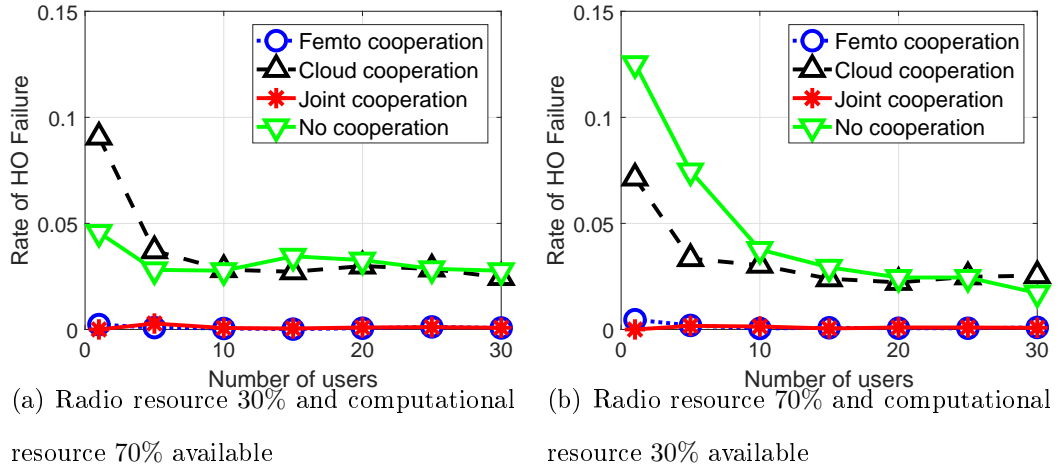 0.15
0.1
0.05
0
Rate of HO Failure
Femto cooperation
Cloud cooperation
Joint cooperation
No cooperation
0 10 20 30
Number of users
(a) Radio resource 30% and computational
resource 70% available
0.15
0.1
0.05
0
Rate of HO Failure
Femto cooperation
Cloud cooperation
Joint cooperation
No cooperation
0 10 20 30
Number of users
(b) Radio resource 70% and computational
resource 30% available